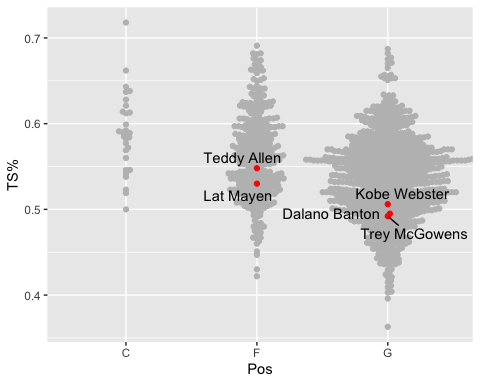 0.7
0.6
0.5
0.4
TS%
Teddy Allen
Lat Mayen
Kobe Webster
Dalano Banton
Trey McGowens
C
F
G
Pos